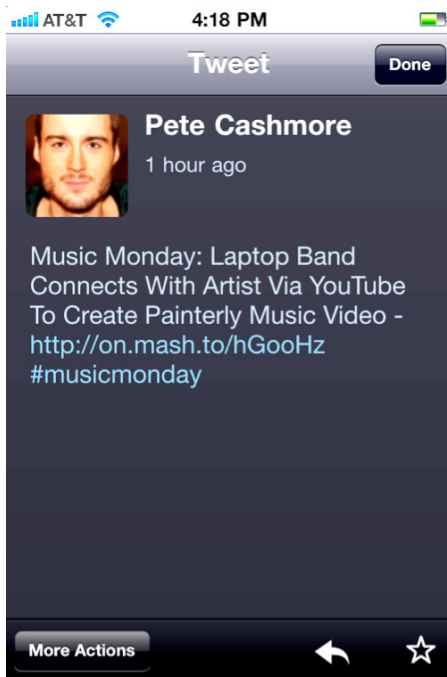 AT&T 4:18 PM
Tweet Done
Pete Cashmore
1 hour ago
Music Monday: Laptop Band
Connects With Artist Via YouTube
To Create Painterly Music Video -
http://on.mash.to/hGooHz
#musicmonday
More Actions